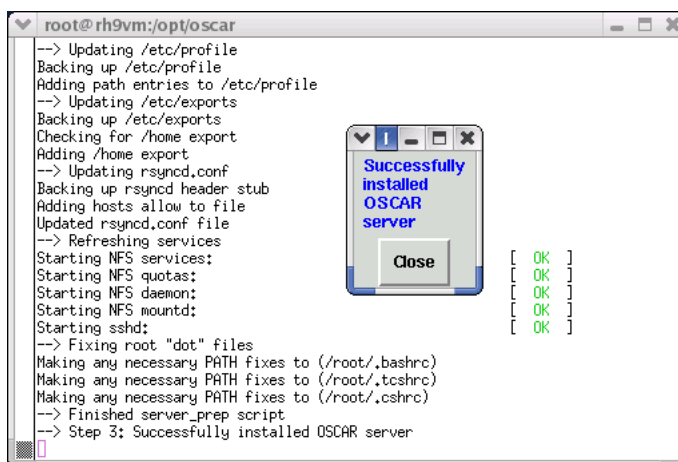 root@rh9vm:/opt/oscar
--> Updating /etc/profile
Backing up /etc/profile
Adding path entries to /etc/profile
--> Updating /etc/exports
Backing up /etc/exports
Checking for /home export
Adding /home export
--> Updating rsyncd.conf
Backing up rsyncd header stub
Adding hosts allow to file
Updated rsyncd.conf file
--> Refreshing services
Starting NFS services: [ OK ]
Starting NFS quotas: [ OK ]
Starting NFS daemon: [ OK ]
Starting NFS mountd: [ OK ]
Starting sshd: [ OK ]
--> Fixing root "dot" files
Making any necessary PATH fixes to (/root/.bashrc)
Making any necessary PATH fixes to (/root/.tcshrc)
Making any necessary PATH fixes to (/root/.cshrc)
--> Finished server_prep script
--> Step 3: Successfully installed OSCAR server
I
Successfully
installed
OSCAR
server
Close